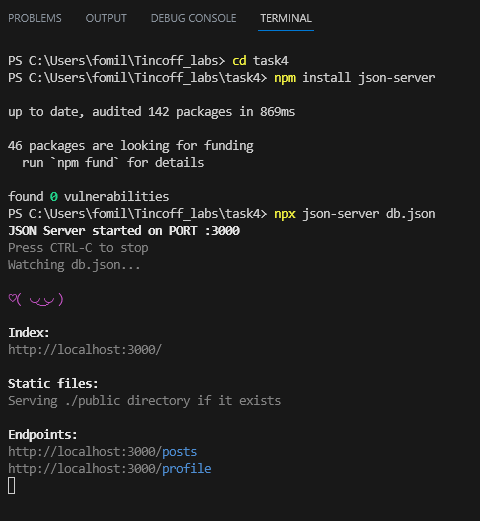 PROBLEMS OUTPUT DEBUG CONSOLE TERMINAL
PS C:\Users\fomil\Tincoff_labs> cd task4
PS C:\Users\fomil\Tincoff_labs\task4> npm install json-server
up to date, audited 142 packages in 869ms
46 packages are looking for funding
  run `npm fund` for details
found 0 vulnerabilities
PS C:\Users\fomil\Tincoff_labs\task4> npx json-server db.json
JSON Server started on PORT :3000
Press CTRL-C to stop
Watching db.json...
♡( ◡‿◡ )
Index:
http://localhost:3000/
Static files:
Serving ./public directory if it exists
Endpoints:
http://localhost:3000/posts
http://localhost:3000/profile